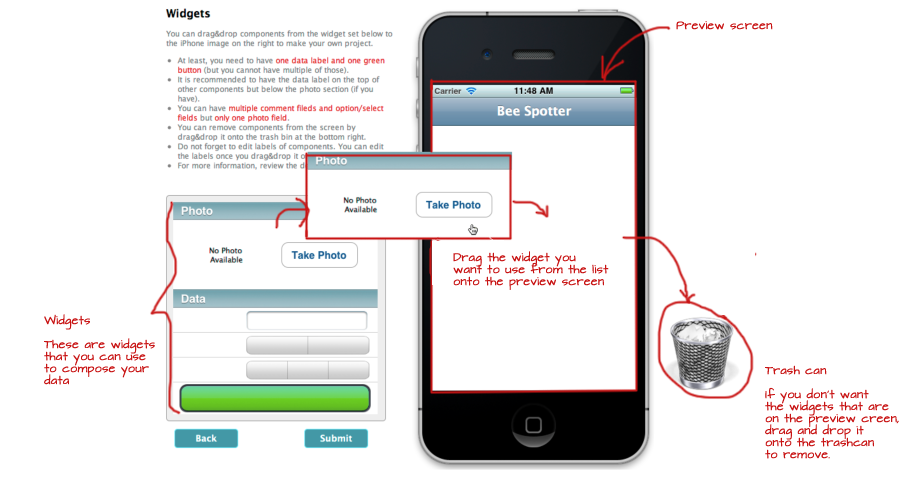 Widgets
You can drag&drop components from the widget set below to
the iPhone image on the right to make your own project.
At least, you need to have one data label and one green
button (but you cannot have multiple of those).
It is recommended to have the data label on the top of
other components but below the photo section (if you
have).
You can have multiple comment fileds and option/select
fields but only one photo field.
You can remove components from the screen by
drag&drop it onto the trash bin at the bottom right.
Do not forget to edit labels of components. You can edit
the labels once you drag&drop it
For more information, review the
Photo
No Photo
Available
Take Photo
Photo
No Photo
Available
Take Photo
Data
Back
Submit
Carrier
11:48 AM
Bee Spotter
Preview screen
Drag the widget you
want to use from the list
onto the preview screen
Widgets
These are widgets
that you can use
to compose your
data
Trash can
If you don't want
the widgets that are
on the preview creen,
drag and drop it
onto the trashcan
to remove.